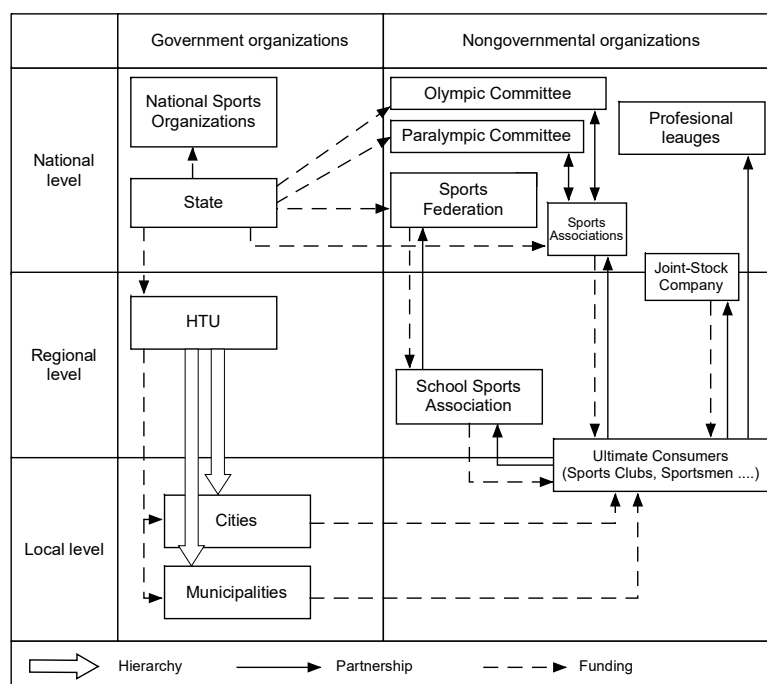 Government organizations
Nongovernmental organizations
National
level
National Sports
Organizations
State
Olympic Committee
Paralympic Committee
Sports
Federation
Sports
Associations
Profesional
leauges
Joint-Stock
Company
Regional
level
HTU
School Sports
Association
Ultimate Consumers
(Sports Clubs, Sportsmen ....)
Local level
Cities
Municipalities
Hierarchy
Partnership
Funding